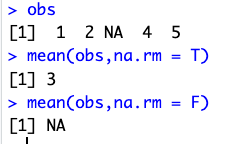 > obs
[1]  1  2 NA  4  5
> mean(obs,na.rm = T)
[1] 3
> mean(obs,na.rm = F)
[1] NA